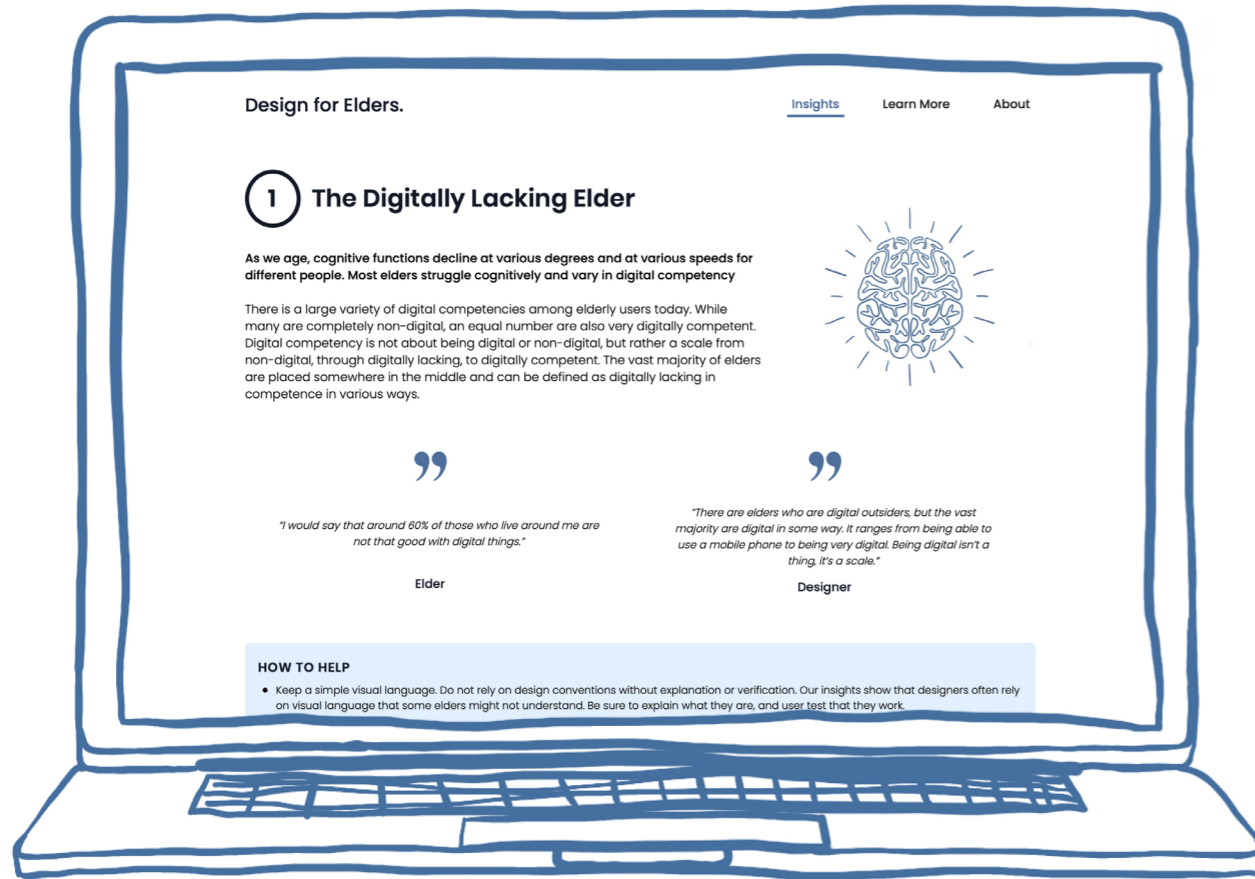 Design for Elders.
Insights
Learn More
About
1
The Digitally Lacking Elder
As we age, cognitive functions decline at various degrees and at various speeds for
different people. Most elders struggle cognitively and vary in digital competency
There is a large variety of digital competencies among elderly users today. While
many are completely non-digital, an equal number are also very digitally competent.
Digital competency is not about being digital or non-digital, but rather a scale from
non-digital, through digitally lacking, to digitally competent. The vast majority of elders
are placed somewhere in the middle and can be defined as digitally lacking in
competence in various ways.
”
“I would say that around 60% of those who live around me are
not that good with digital things.”
Elder
”
“There are elders who are digital outsiders, but the vast
majority are digital in some way. It ranges from being able to
use a mobile phone to being very digital. Being digital isn’t a
thing, it’s a scale.”
Designer
HOW TO HELP
• Keep a simple visual language. Do not rely on design conventions without explanation or verification. Our insights show that designers often rely
on visual language that some elders might not understand. Be sure to explain what they are, and user test that they work.